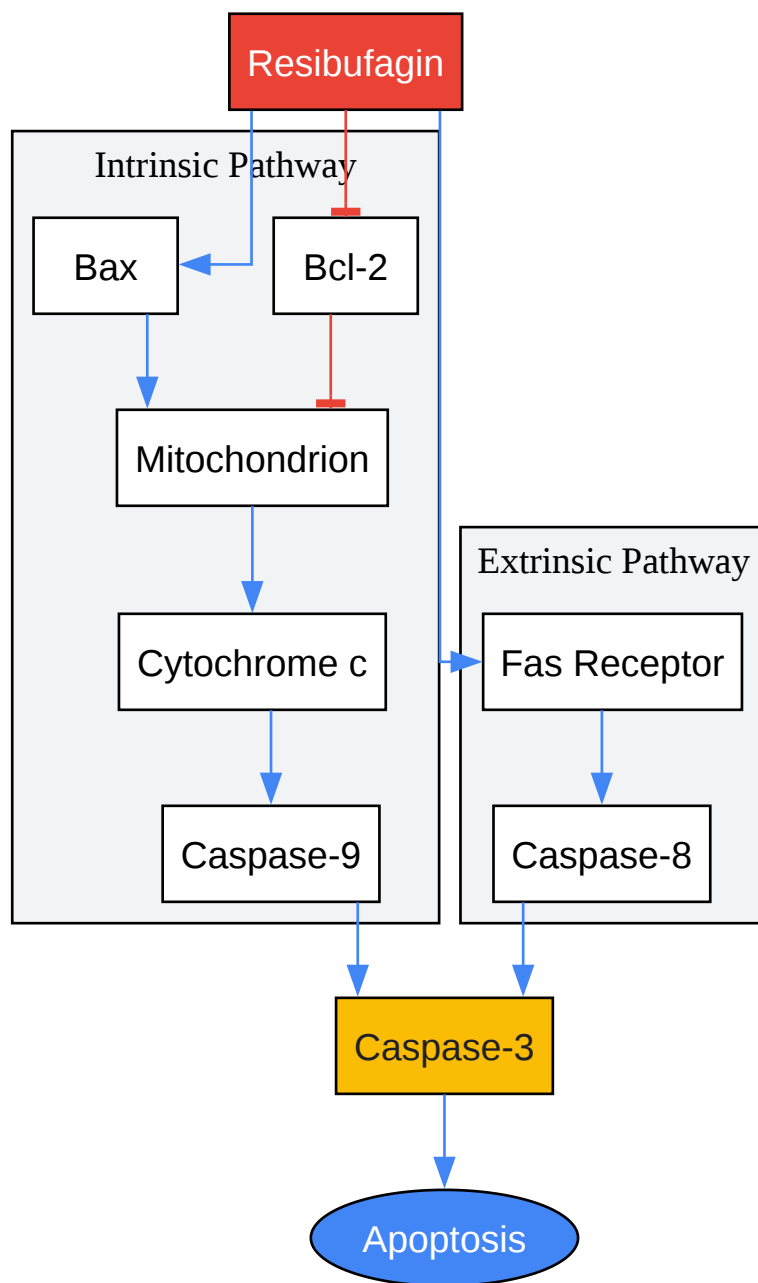 Resibufagin
Intrinsic Pathway
Bax
Bcl-2
Mitochondrion
Extrinsic Pathway
Cytochrome c
Fas Receptor
Caspase-9
Caspase-8
Caspase-3
Apoptosis